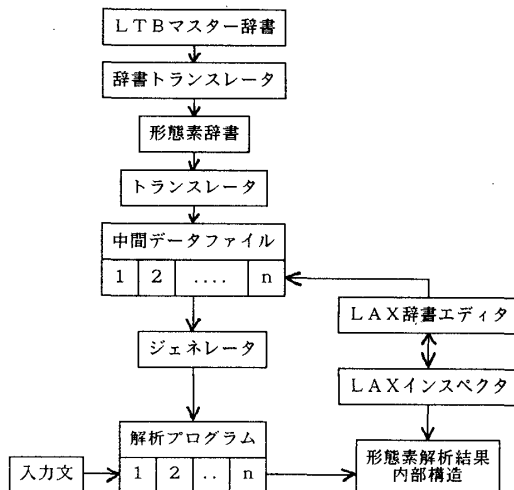 LTBマスター辞書
辞書トランスレータ
形態素辞書
トランスレータ
中間データファイル
1 2 .... n
LAX辞書エディタ
ジェネレータ
LAXインスペクタ
解析プログラム
入力文
1 2 .. n
形態素解析結果
内部構造